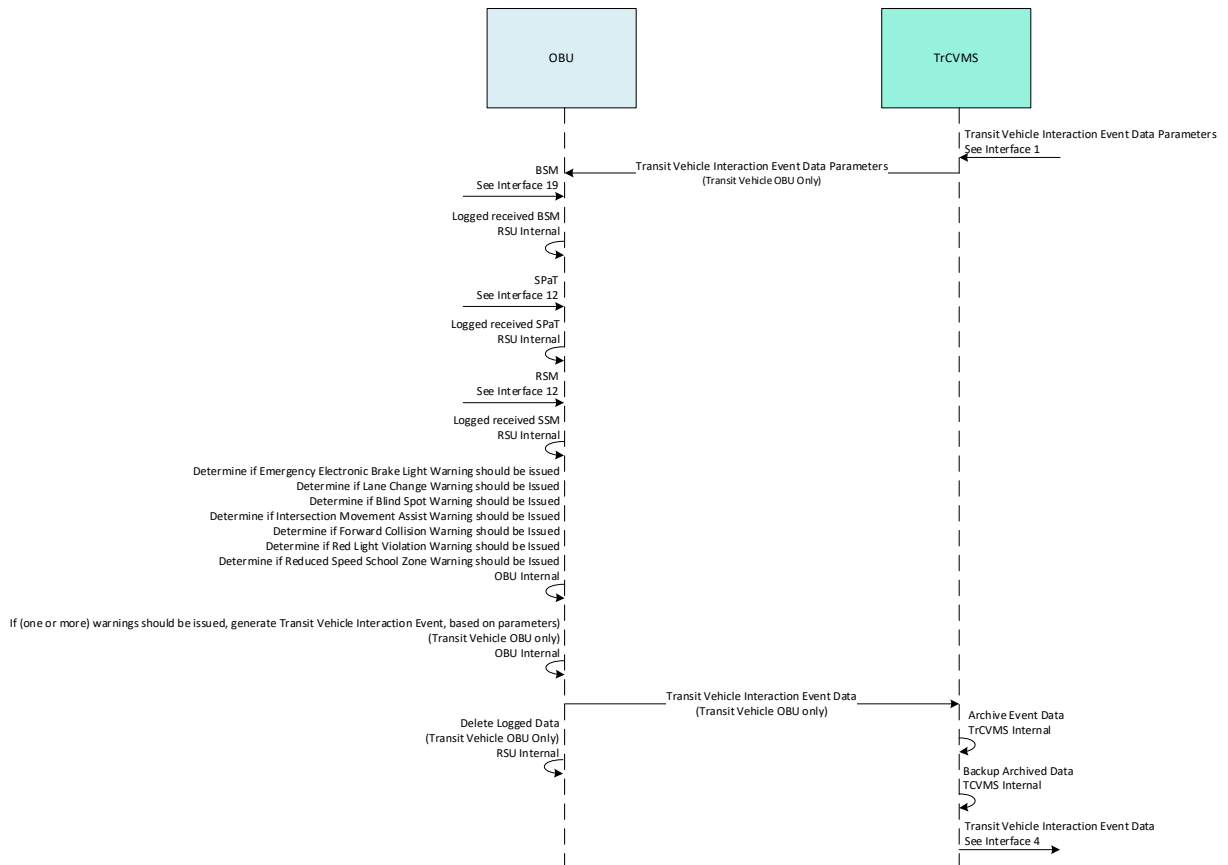 OBU
TrCVMS
Transit Vehicle Interaction Event Data Parameters
See Interface 1
Transit Vehicle Interaction Event Data Parameters
(Transit Vehicle OBU Only)
BSM
See Interface 19
Logged received BSM
RSU Internal
SPaT
See Interface 12
Logged received SPaT
RSU Internal
RSM
See Interface 12
Logged received SSM
RSU Internal
Determine if Emergency Electronic Brake Light Warning should be issued
Determine if Lane Change Warning should be Issued
Determine if Blind Spot Warning should be Issued
Determine if Intersection Movement Assist Warning should be Issued
Determine if Forward Collision Warning should be Issued
Determine if Red Light Violation Warning should be Issued
Determine if Reduced Speed School Zone Warning should be Issued
OBU Internal
If (one or more) warnings should be issued, generate Transit Vehicle Interaction Event, based on parameters)
(Transit Vehicle OBU only)
OBU Internal
Transit Vehicle Interaction Event Data
(Transit Vehicle OBU only)
Delete Logged Data
(Transit Vehicle OBU Only)
RSU Internal
Archive Event Data
TrCVMS Internal
Backup Archived Data
TCVMS Internal
Transit Vehicle Interaction Event Data
See Interface 4